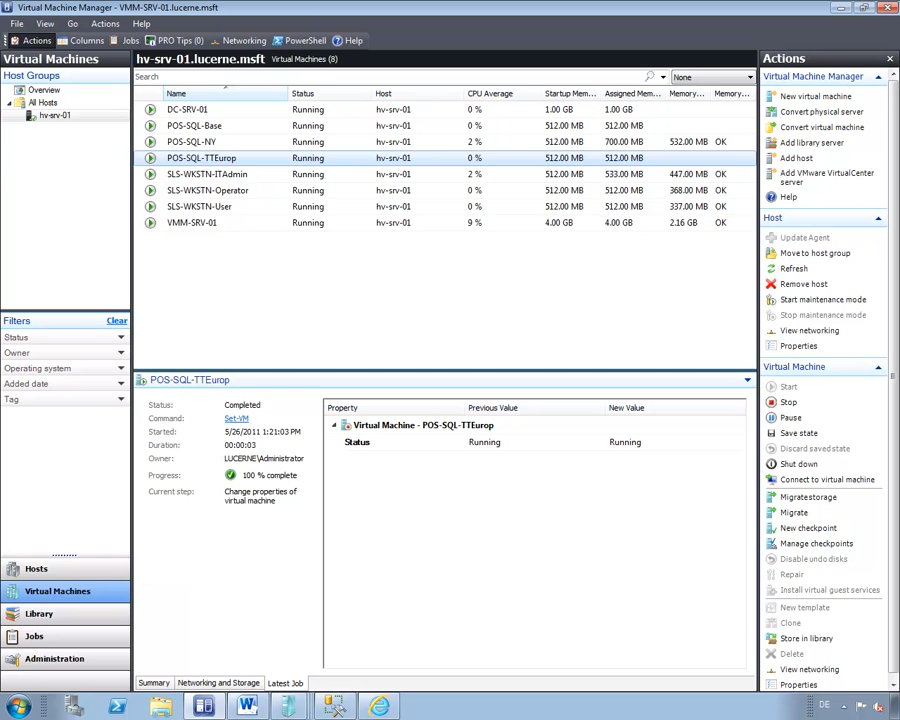 Virtual Machine Manager - VMM-SRV-01.lucerne.msft
File View Go Actions Help
Actions Columns Jobs PRO Tips (0) Networking PowerShell Help
Virtual Machines
Host Groups
Overview
All Hosts
hv-srv-01
Filters Clear
Status
Owner
Operating system
Added date
Tag
Hosts
Virtual Machines
Library
Jobs
Administration
hv-srv-01.lucerne.msft Virtual Machines (8)
Search None
Name Status Host CPU Average Startup Mem... Assigned Mem... Memory... Memory...
DC-SRV-01 Running hv-srv-01 0 % 1.00 GB 1.00 GB
POS-SQL-Base Running hv-srv-01 0 % 512.00 MB 512.00 MB
POS-SQL-NY Running hv-srv-01 2 % 512.00 MB 700.00 MB 532.00 MB OK
POS-SQL-TTEurop Running hv-srv-01 0 % 512.00 MB 512.00 MB
SLS-WKSTN-ITAdmin Running hv-srv-01 2 % 512.00 MB 533.00 MB 447.00 MB OK
SLS-WKSTN-Operator Running hv-srv-01 0 % 512.00 MB 512.00 MB 368.00 MB OK
SLS-WKSTN-User Running hv-srv-01 0 % 512.00 MB 512.00 MB 337.00 MB OK
VMM-SRV-01 Running hv-srv-01 9 % 4.00 GB 4.00 GB 2.16 GB OK
POS-SQL-TTEurop
Status: Completed
Command: Set-VM
Started: 5/26/2011 1:21:03 PM
Duration: 00:00:03
Owner: LUCERNE\Administrator
Progress: 100 % complete
Current step: Change properties of
virtual machine
Property Previous Value New Value
Virtual Machine - POS-SQL-TTEurop
Status Running Running
Summary Networking and Storage Latest Job
Actions
Virtual Machine Manager
New virtual machine
Convert physical server
Convert virtual machine
Add library server
Add host
Add VMware VirtualCenter
server
Help
Host
Update Agent
Move to host group
Refresh
Remove host
Start maintenance mode
Stop maintenance mode
View networking
Properties
Virtual Machine
Start
Stop
Pause
Save state
Discard saved state
Shut down
Connect to virtual machine
Migrate storage
Migrate
New checkpoint
Manage checkpoints
Disable undo disks
Repair
Install virtual guest services
New template
Clone
Store in library
Delete
View networking
Properties
DE